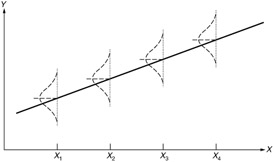 Y
X₁ X₂ X₃ X₄ X